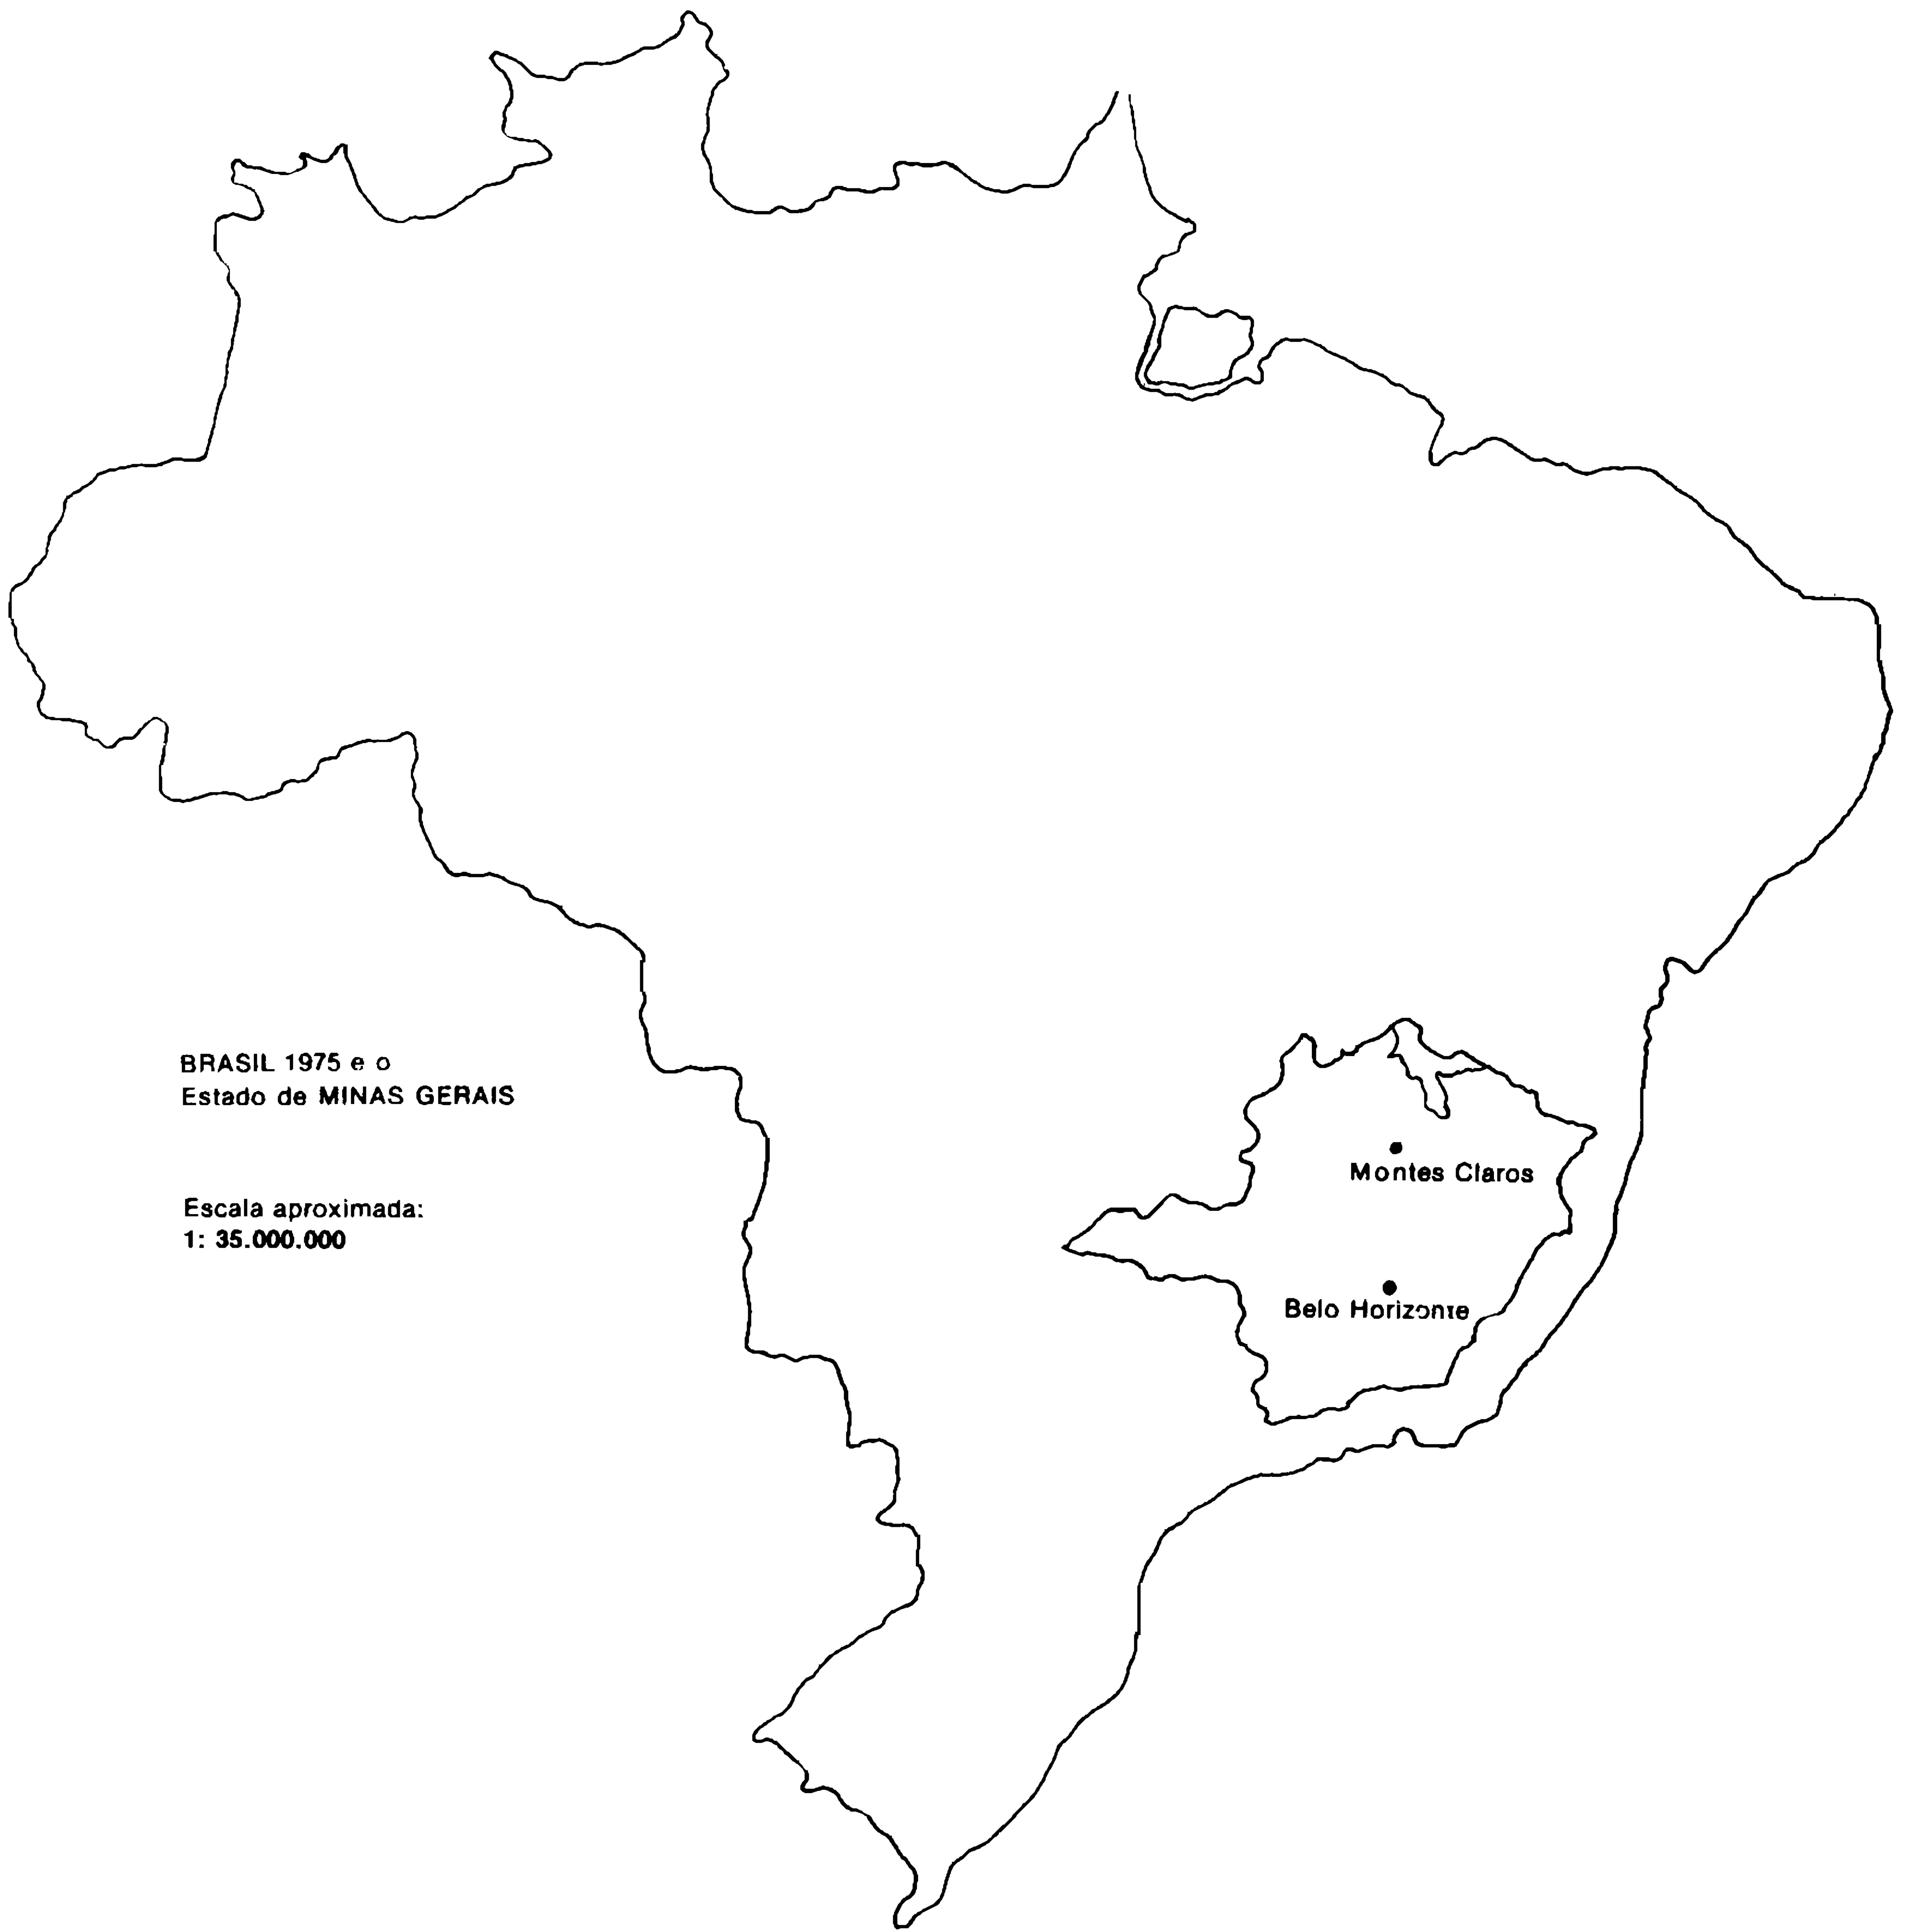 BRASIL 1975 e o
Estado de MINAS GERAIS
Escala aproximada:
1: 35.000.000
Montes Claros
Belo Horizonte